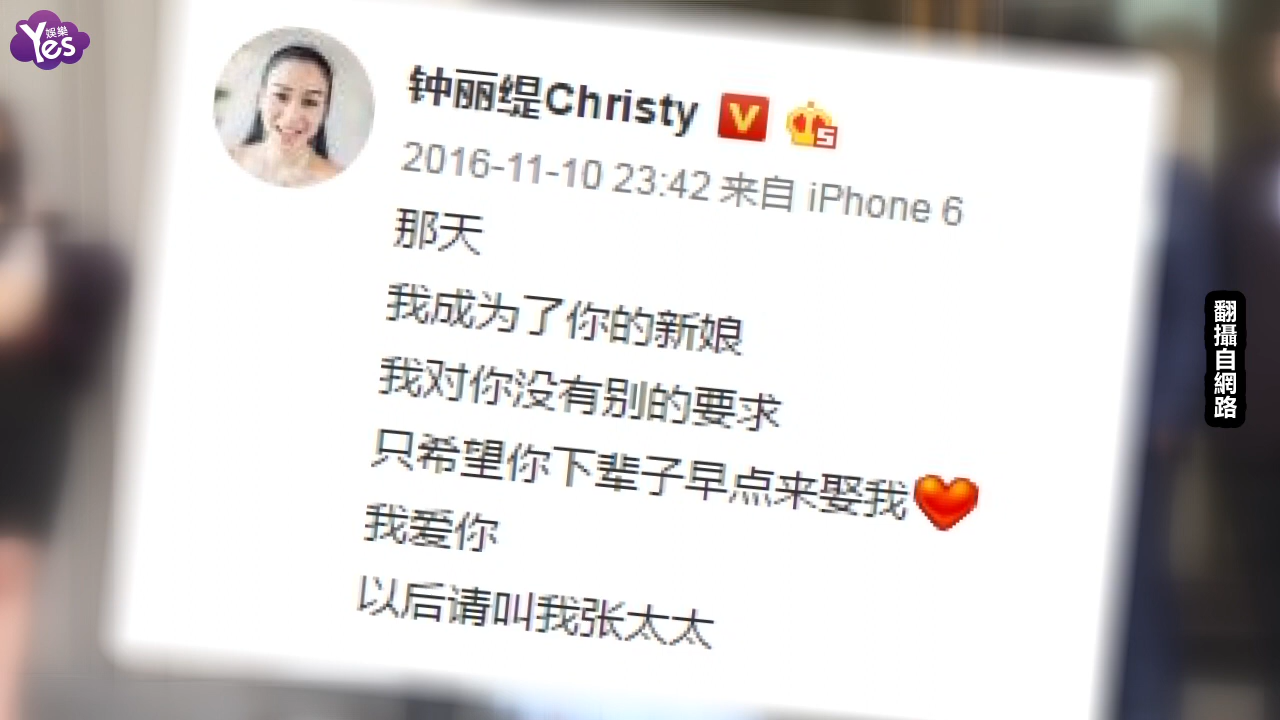 Yes
娛樂
钟丽缇Christy
2016-11-10 23:42 来自 iPhone 6
那天
我成为了你的新娘
我对你没有别的要求
只希望你下辈子早点来娶我
我爱你
以后请叫我张太太
翻攝自網路